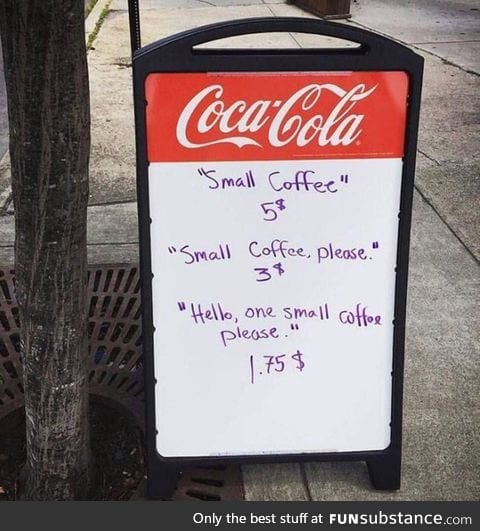 Coca-Cola
"Small Coffee"
5$
"Small Coffee, please."
3$
"Hello, one small coffee
please."
1.75 $
Only the best stuff at FUNsubstance.com